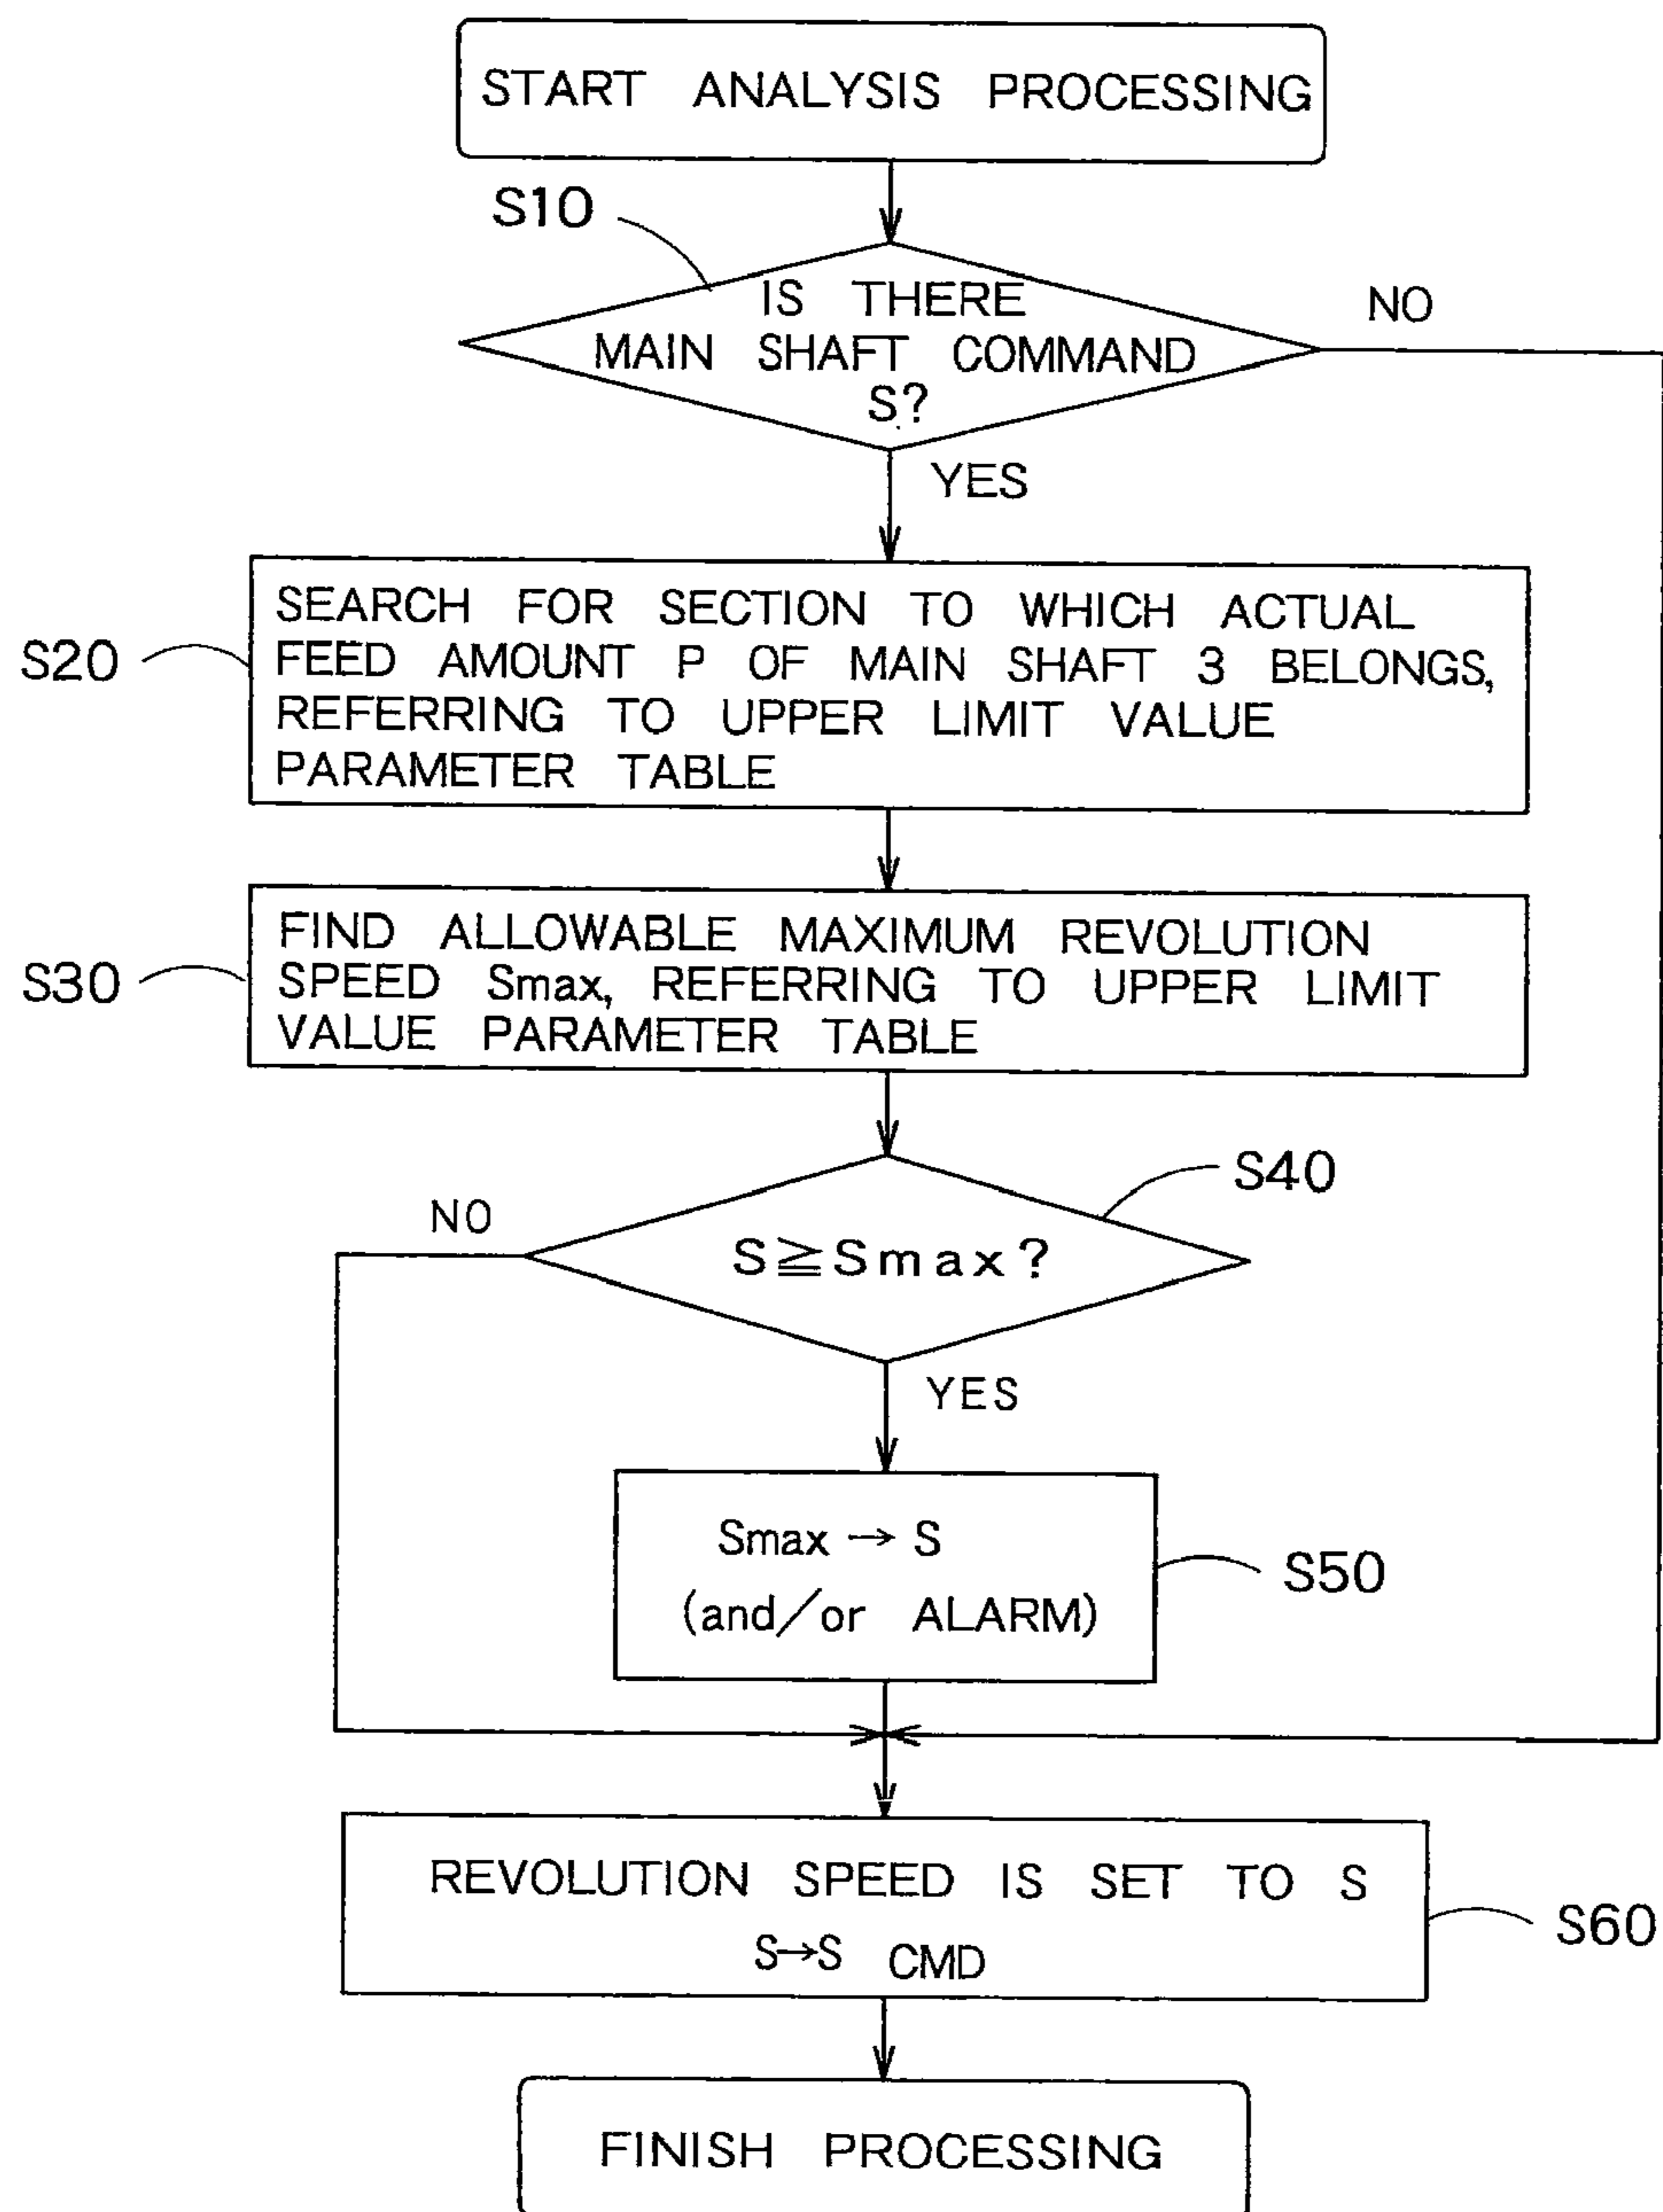 START ANALYSIS PROCESSING
S10
IS THERE
MAIN SHAFT COMMAND
S?
NO
YES
S20
SEARCH FOR SECTION TO WHICH ACTUAL
FEED AMOUNT P OF MAIN SHAFT 3 BELONGS,
REFERRING TO UPPER LIMIT VALUE
PARAMETER TABLE
S30
FIND ALLOWABLE MAXIMUM REVOLUTION
SPEED Smax, REFERRING TO UPPER LIMIT
VALUE PARAMETER TABLE
S40
NO
S≧Smax?
YES
Smax→S
(and/or ALARM)
S50
REVOLUTION SPEED IS SET TO S
S→S CMD
S60
FINISH PROCESSING